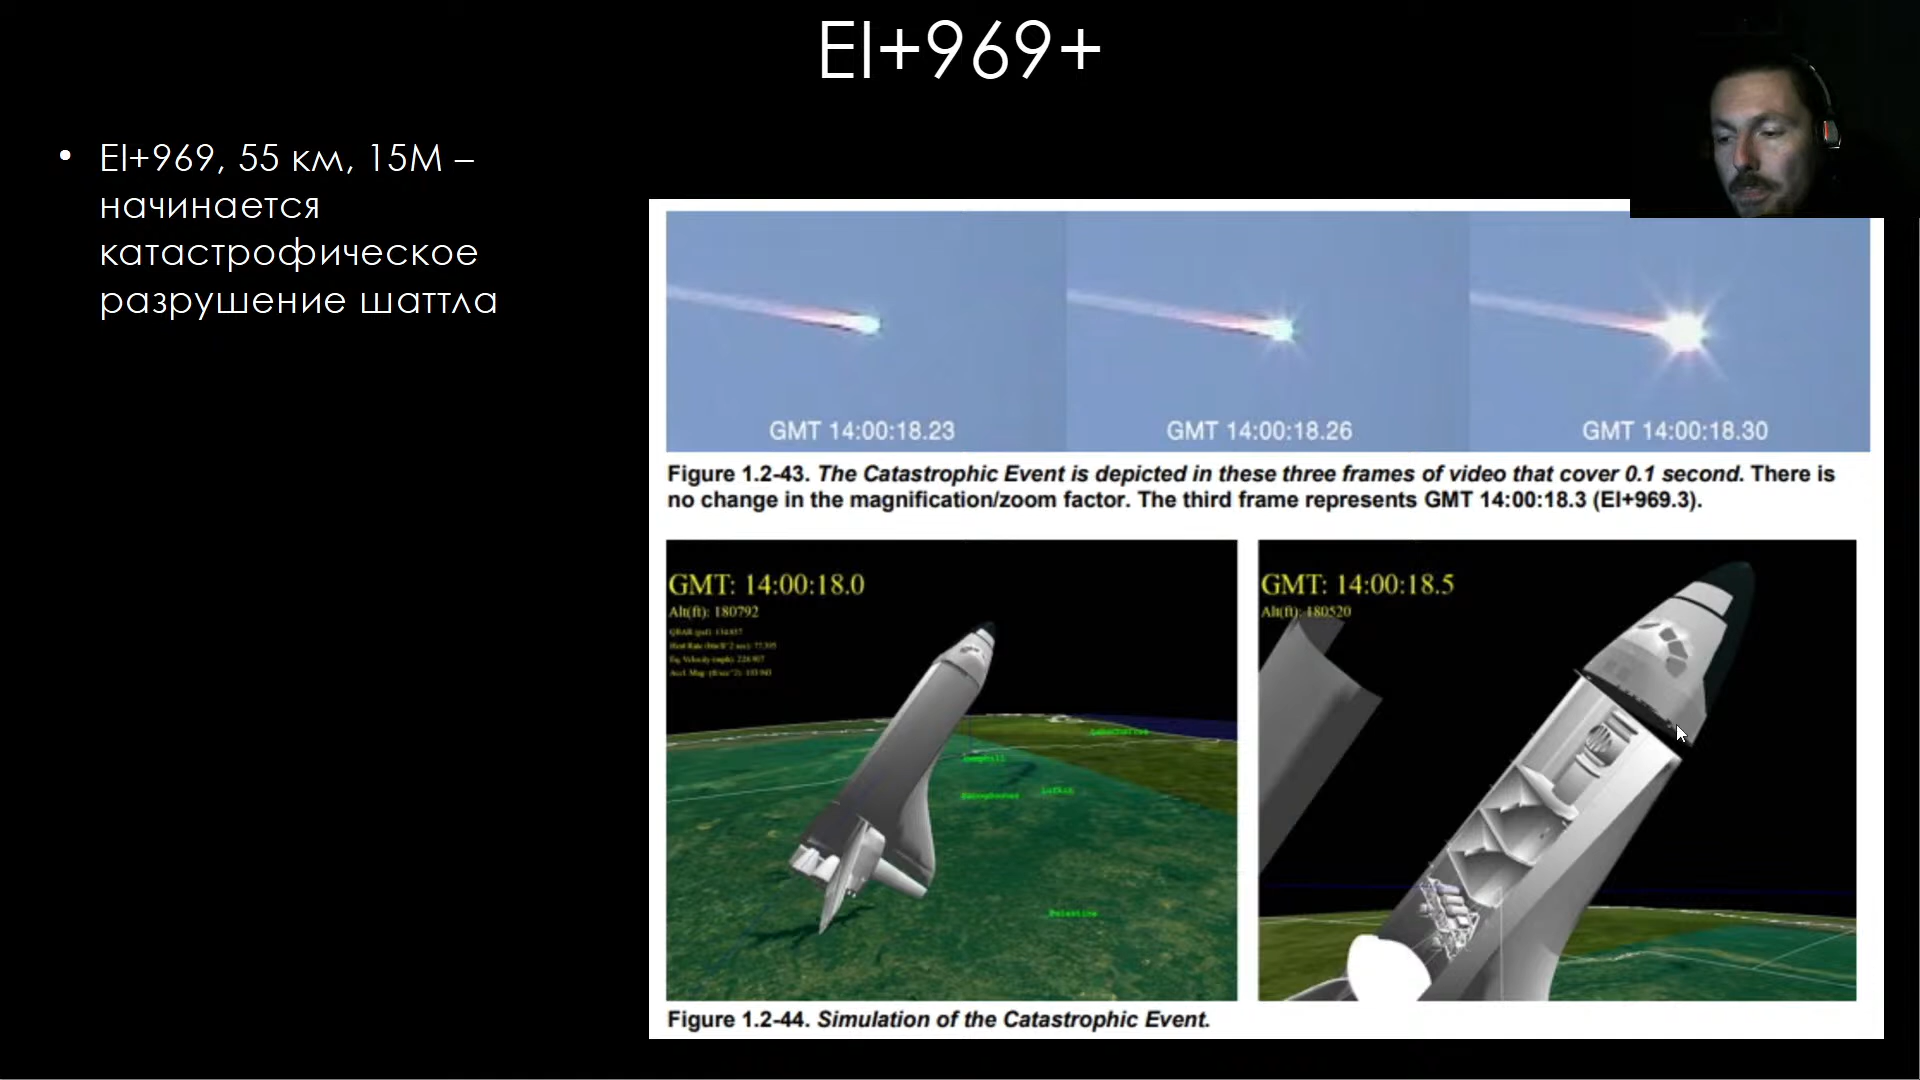 EI+969+
• EI+969, 55 км, 15М –
начинается
катастрофическое
разрушение шаттла
GMT 14:00:18.23
GMT 14:00:18.26
GMT 14:00:18.30
Figure 1.2-43. The Catastrophic Event is depicted in these three frames of video that cover 0.1 second. There is
no change in the magnification/zoom factor. The third frame represents GMT 14:00:18.3 (EI+969.3).
GMT: 14:00:18.0
Alt(ft): 180792
GMT: 14:00:18.5
Alt(ft): 180520
Lufkin
Palestine
Figure 1.2-44. Simulation of the Catastrophic Event.